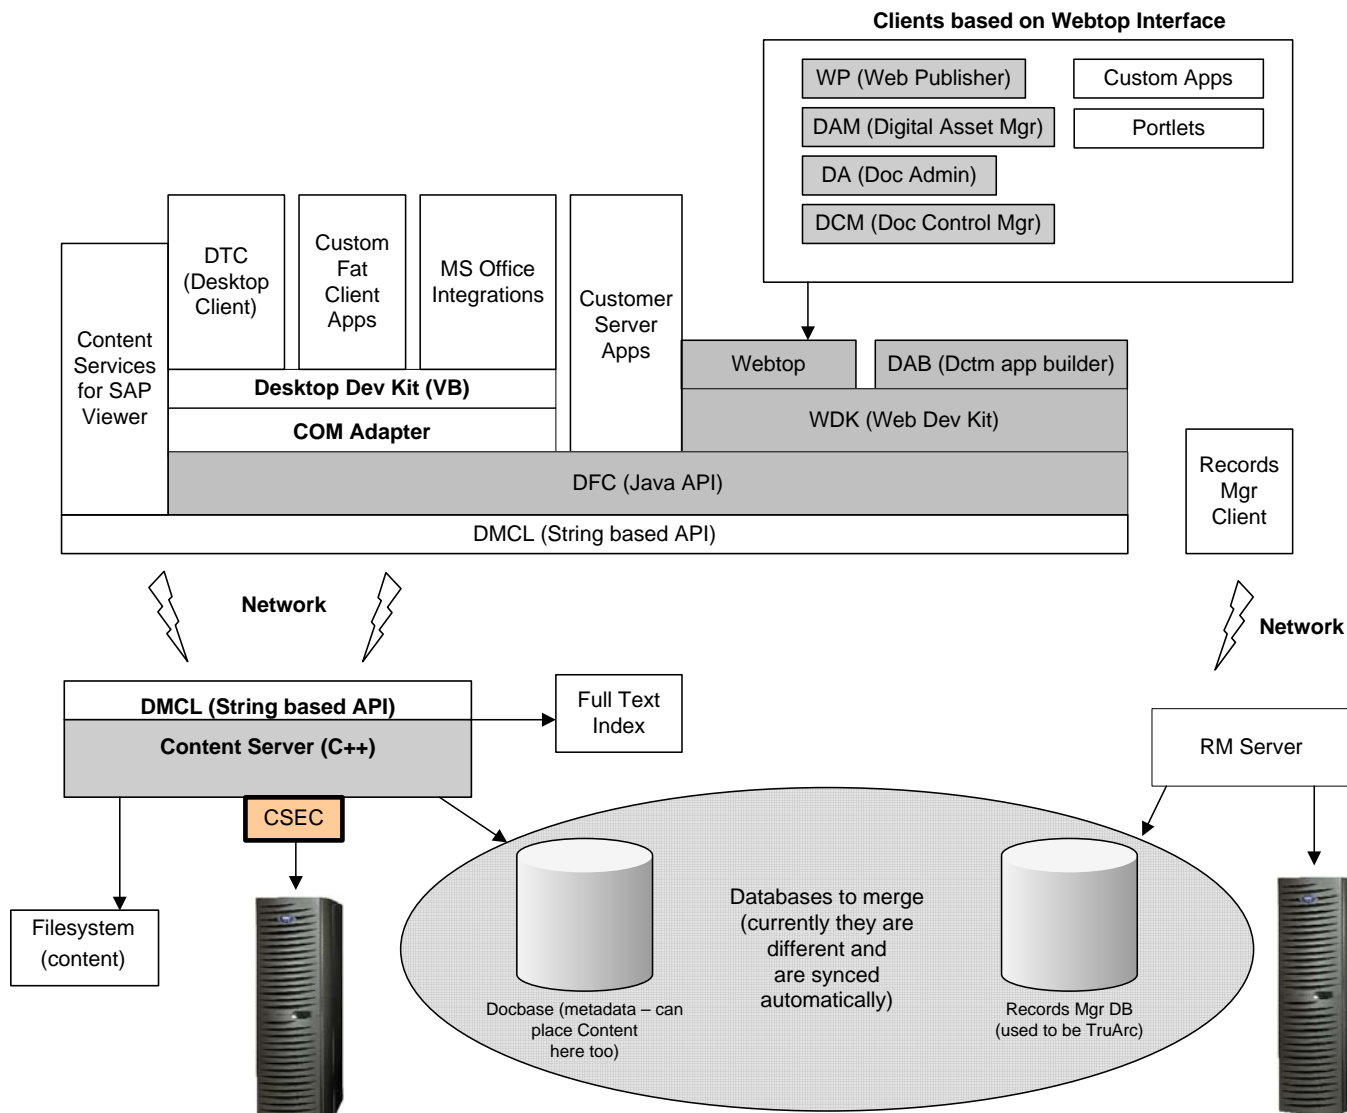 Clients based on Webtop Interface
WP (Web Publisher)
Custom Apps
DAM (Digital Asset Mgr)
Portlets
DA (Doc Admin)
DCM (Doc Control Mgr)
DTC
(Desktop
Client)
Custom
Fat
Client
Apps
MS Office
Integrations
Customer
Server
Apps
Content
Services
for SAP
Viewer
Webtop
DAB (Dctm app builder)
Desktop Dev Kit (VB)
WDK (Web Dev Kit)
COM Adapter
DFC (Java API)
DMCL (String based API)
Records
Mgr
Client
Network
Network
DMCL (String based API)
Content Server (C++)
Full Text
Index
RM Server
CSEC
Filesystem
(content)
Databases to merge
(currently they are
different and
are synced
automatically)
Docbase (metadata – can
place Content
here too)
Records Mgr DB
(used to be TruArc)